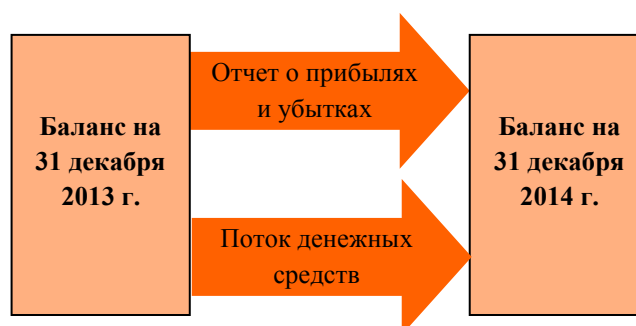 Баланс на
31 декабря
2013 г.
Отчет о прибылях
и убытках
Поток денежных
средств
Баланс на
31 декабря
2014 г.